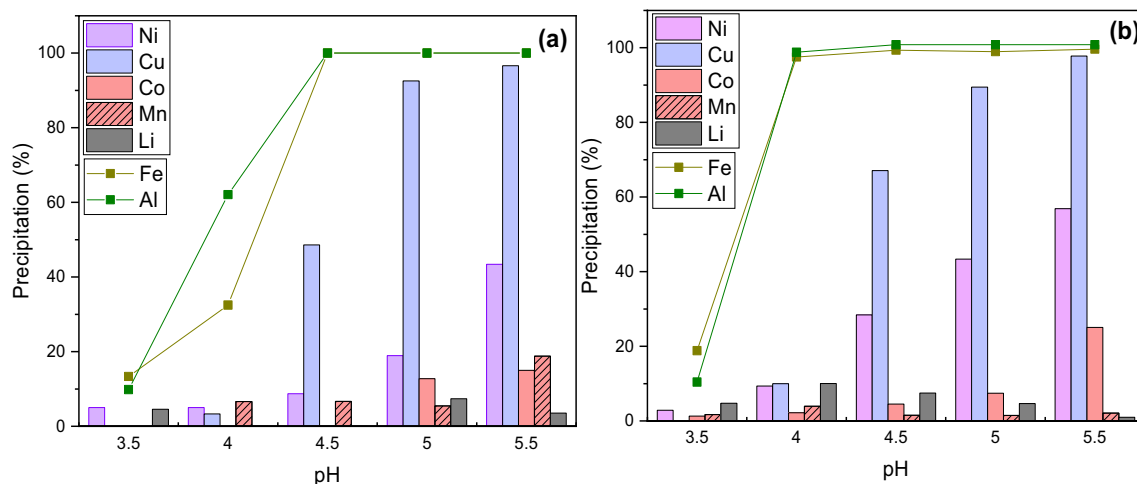 (a)
Ni
Cu
Co
Mn
Li
Fe
Al
Precipitation (%)
100
80
60
40
20
0
3.5 4 4.5 5 5.5
pH
(b)
Ni
Cu
Co
Mn
Li
Fe
Al
Precipitation (%)
100
80
60
40
20
0
3.5 4 4.5 5 5.5
pH